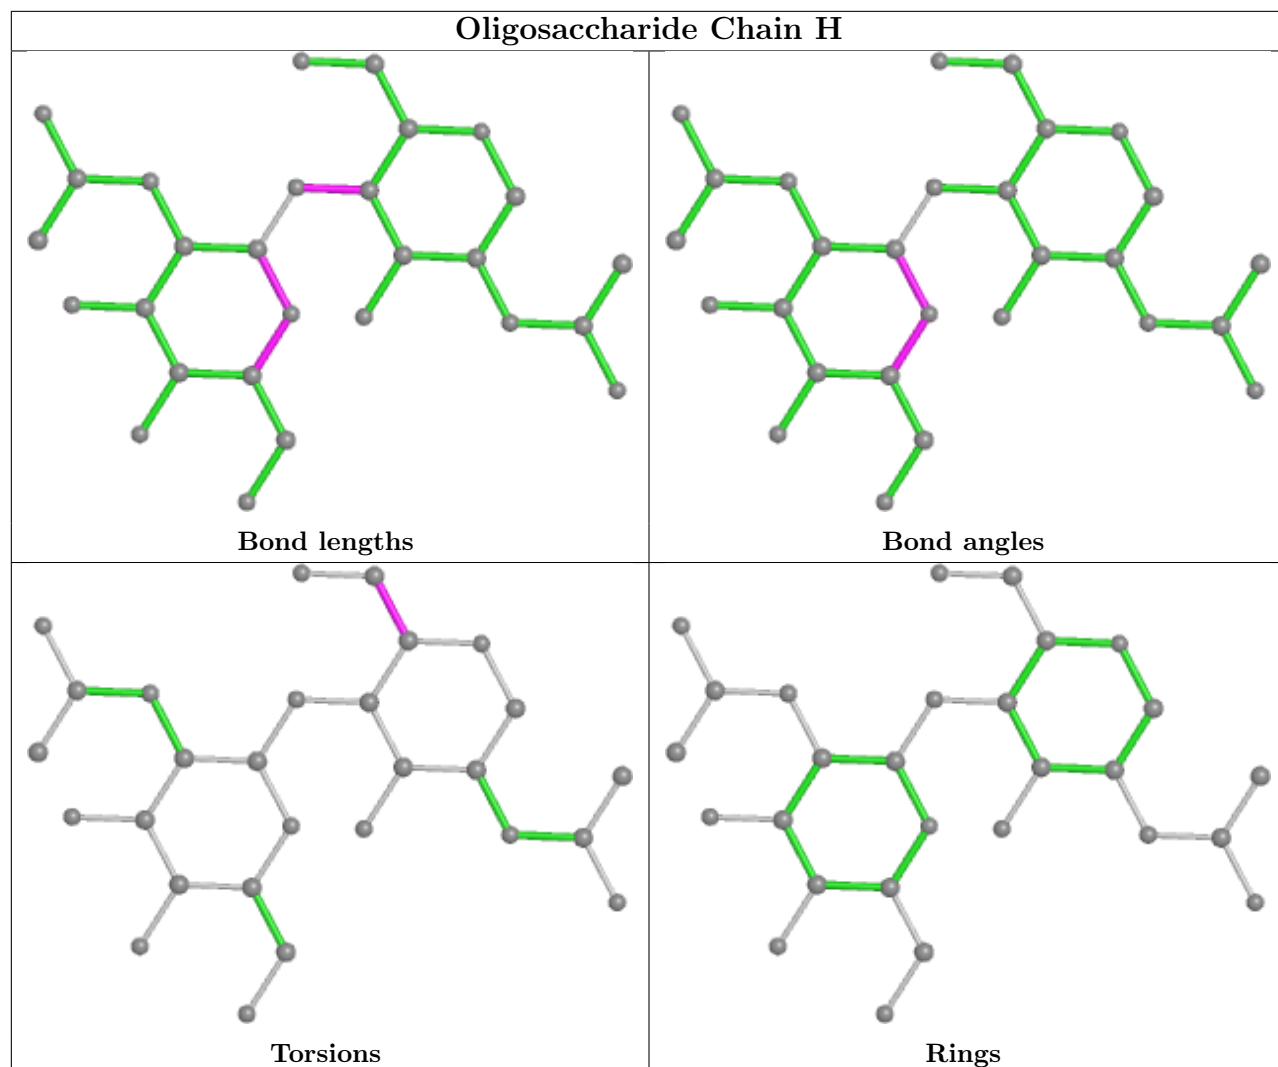 Oligosaccharide Chain H
Bond lengths
Bond angles
Torsions
Rings